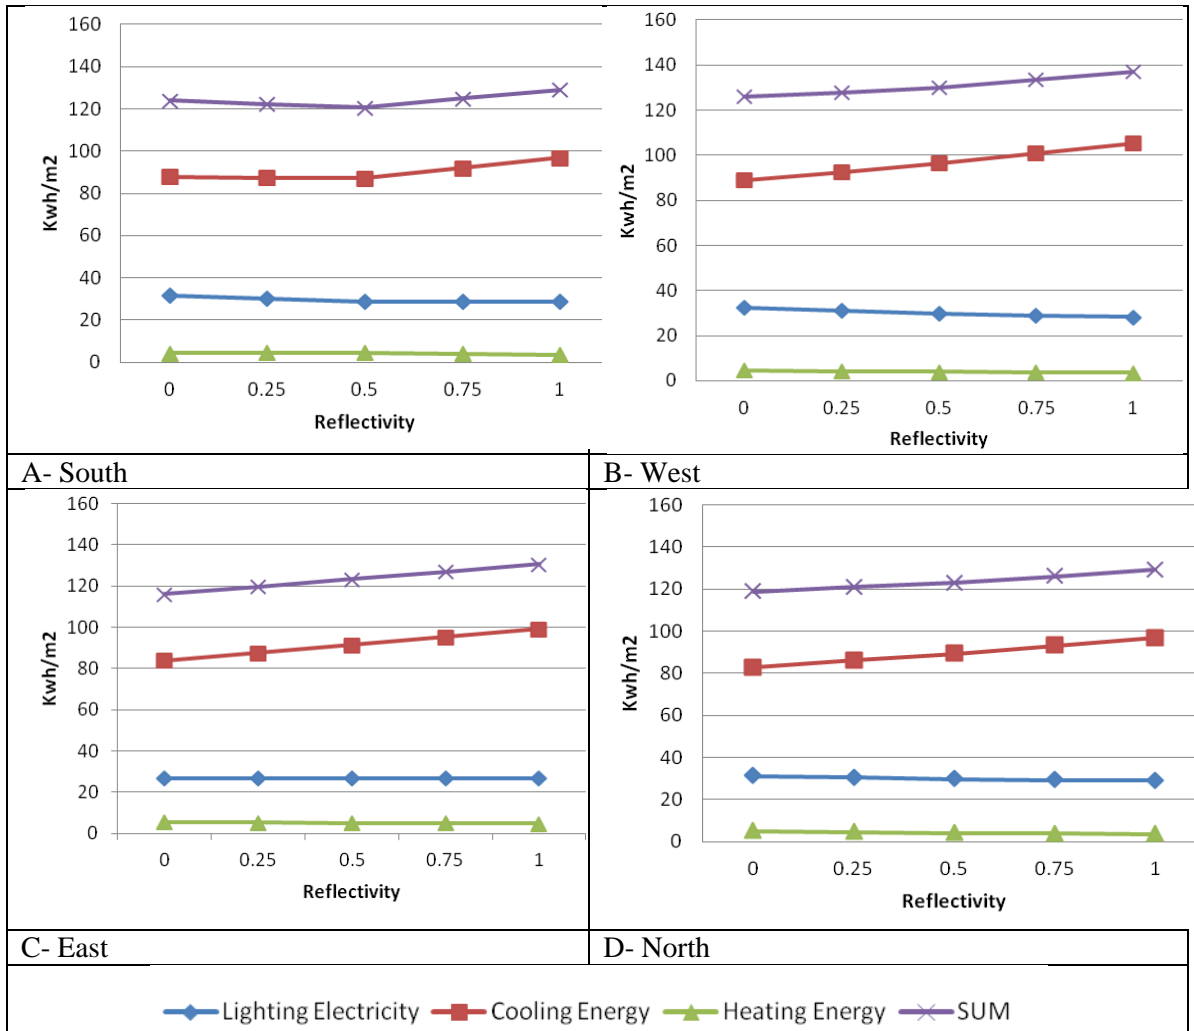 160
140
120
100
80
60
40
20
0
Kwh/m2
0 0.25 0.5 0.75 1
Reflectivity
A- South
160
140
120
100
80
60
40
20
0
Kwh/m2
0 0.25 0.5 0.75 1
Reflectivity
B- West
160
140
120
100
80
60
40
20
0
Kwh/m2
0 0.25 0.5 0.75 1
Reflectivity
C- East
160
140
120
100
80
60
40
20
0
Kwh/m2
0 0.25 0.5 0.75 1
Reflectivity
D- North
Lighting Electricity Cooling Energy Heating Energy SUM